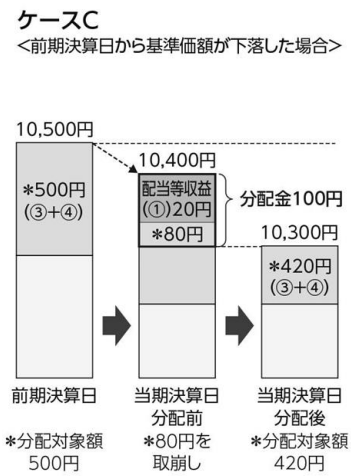 ケースC
＜前期決算日から基準価額が下落した場合＞
10,500円
10,400円
配当等収益
(①)20円
＊80円
分配金100円
＊500円
(③＋④)
10,300円
＊420円
(③＋④)
前期決算日
当期決算日
分配前
当期決算日
分配後
＊分配対象額
500円
＊80円を
取崩し
＊分配対象額
420円